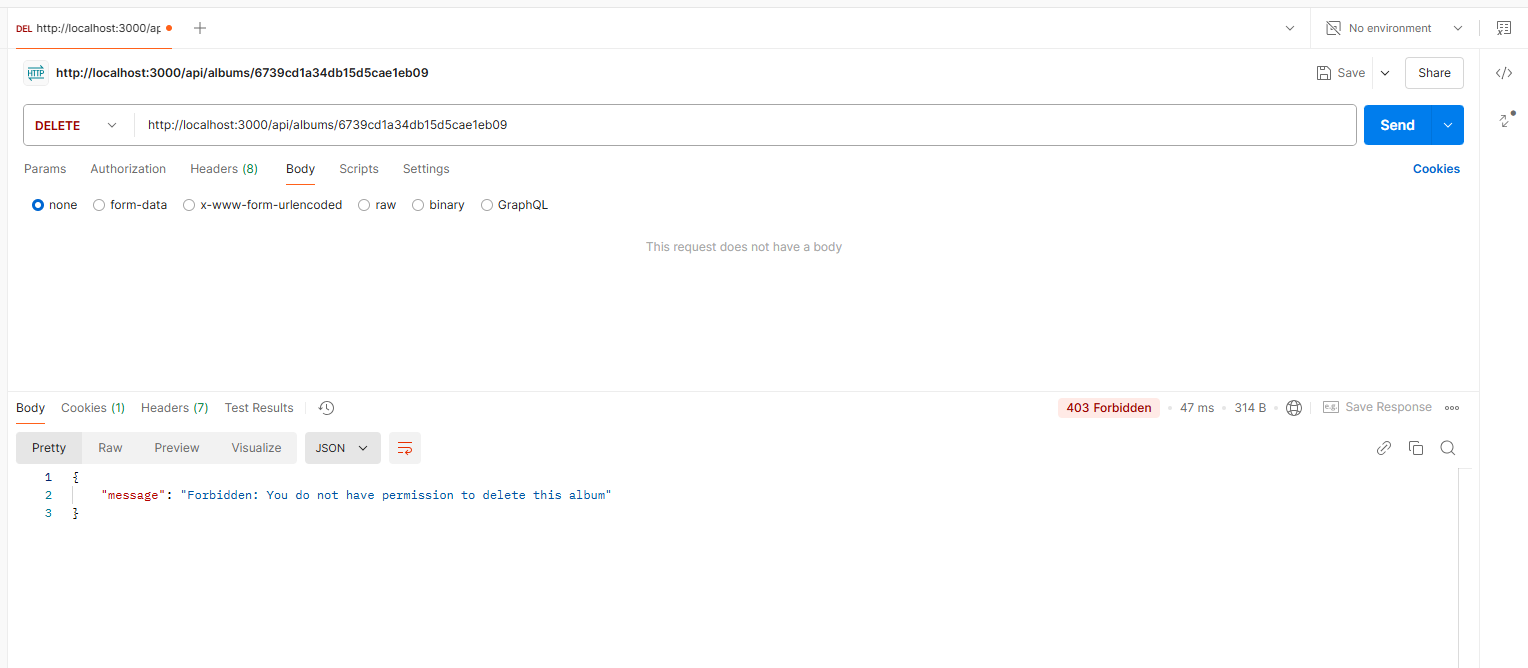 DEL http://localhost:3000/ap
No environment
HTTP http://localhost:3000/api/albums/6739cd1a34db15d5cae1eb09
Save
Share
DELETE
http://localhost:3000/api/albums/6739cd1a34db15d5cae1eb09
Send
Params Authorization Headers (8) Body Scripts Settings
Cookies
none form-data x-www-form-urlencoded raw binary GraphQL
This request does not have a body
Body Cookies (1) Headers (7) Test Results
403 Forbidden 47 ms 314 B e.g. Save Response
Pretty Raw Preview Visualize JSON
1 {
2 "message": "Forbidden: You do not have permission to delete this album"
3 }